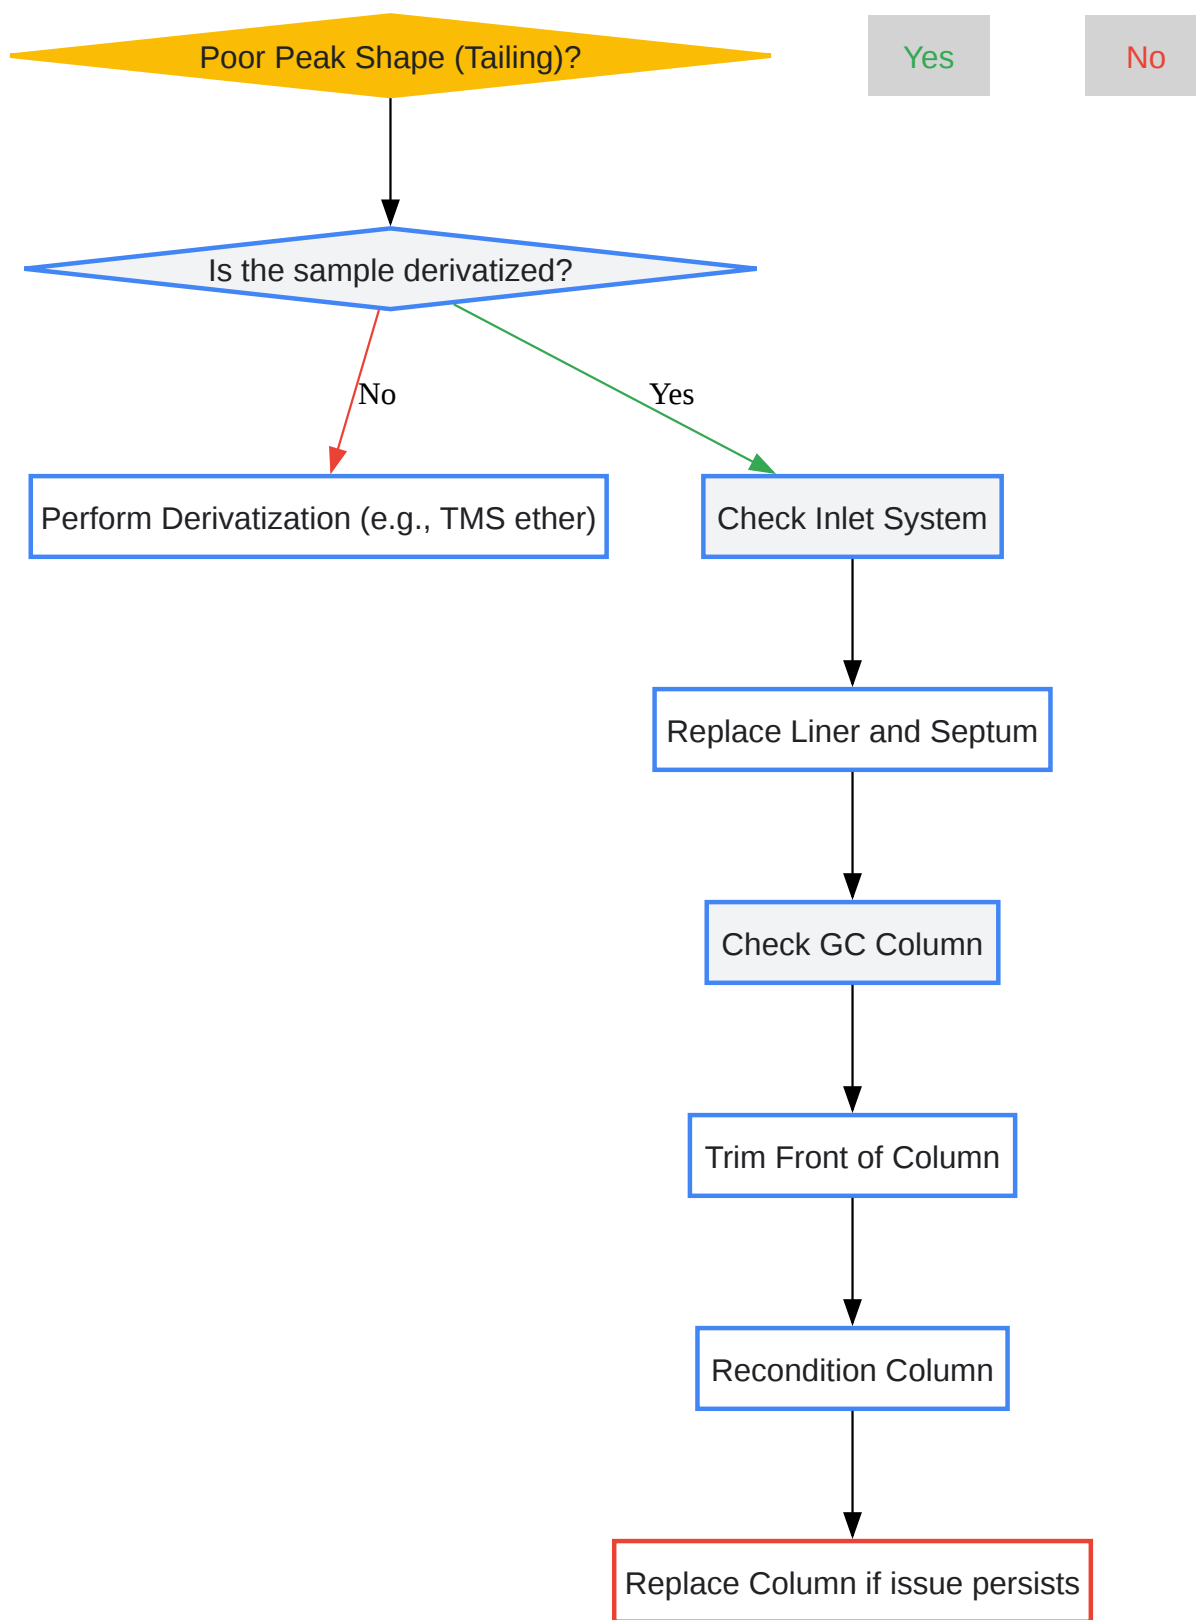 Poor Peak Shape (Tailing)?
Yes
No
Is the sample derivatized?
No
Yes
Perform Derivatization (e.g., TMS ether)
Check Inlet System
Replace Liner and Septum
Check GC Column
Trim Front of Column
Recondition Column
Replace Column if issue persists